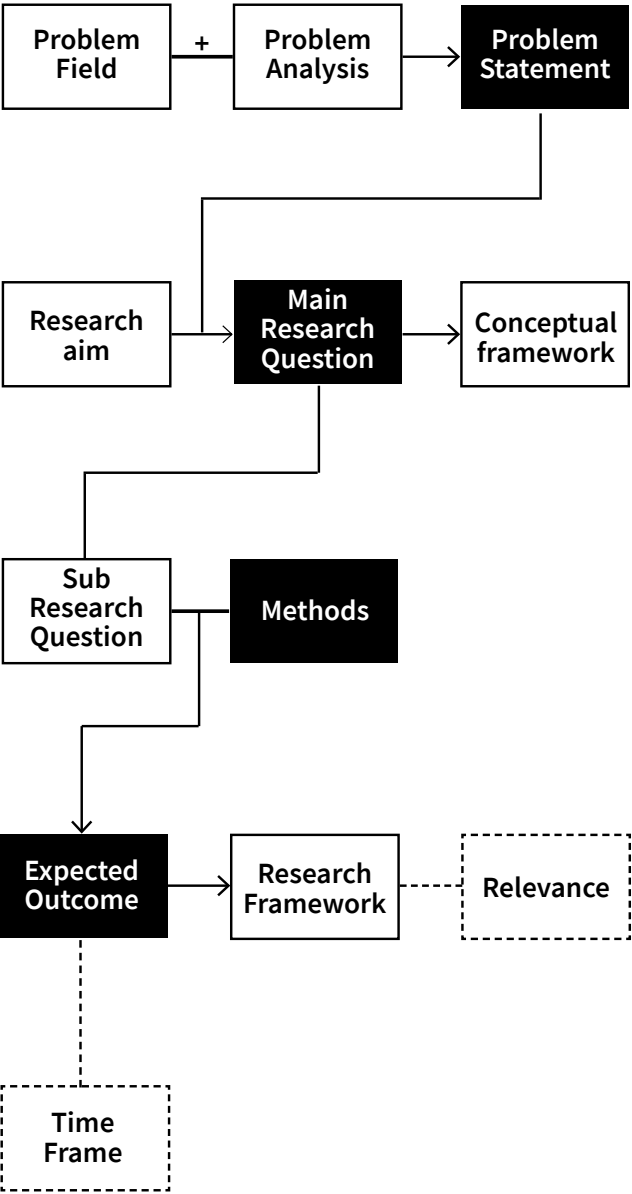 Problem
Field
+
Problem
Analysis
Problem
Statement
Research
aim
Main
Research
Question
Conceptual
framework
Sub
Research
Question
Methods
Expected
Outcome
Research
Framework
Relevance
Time
Frame